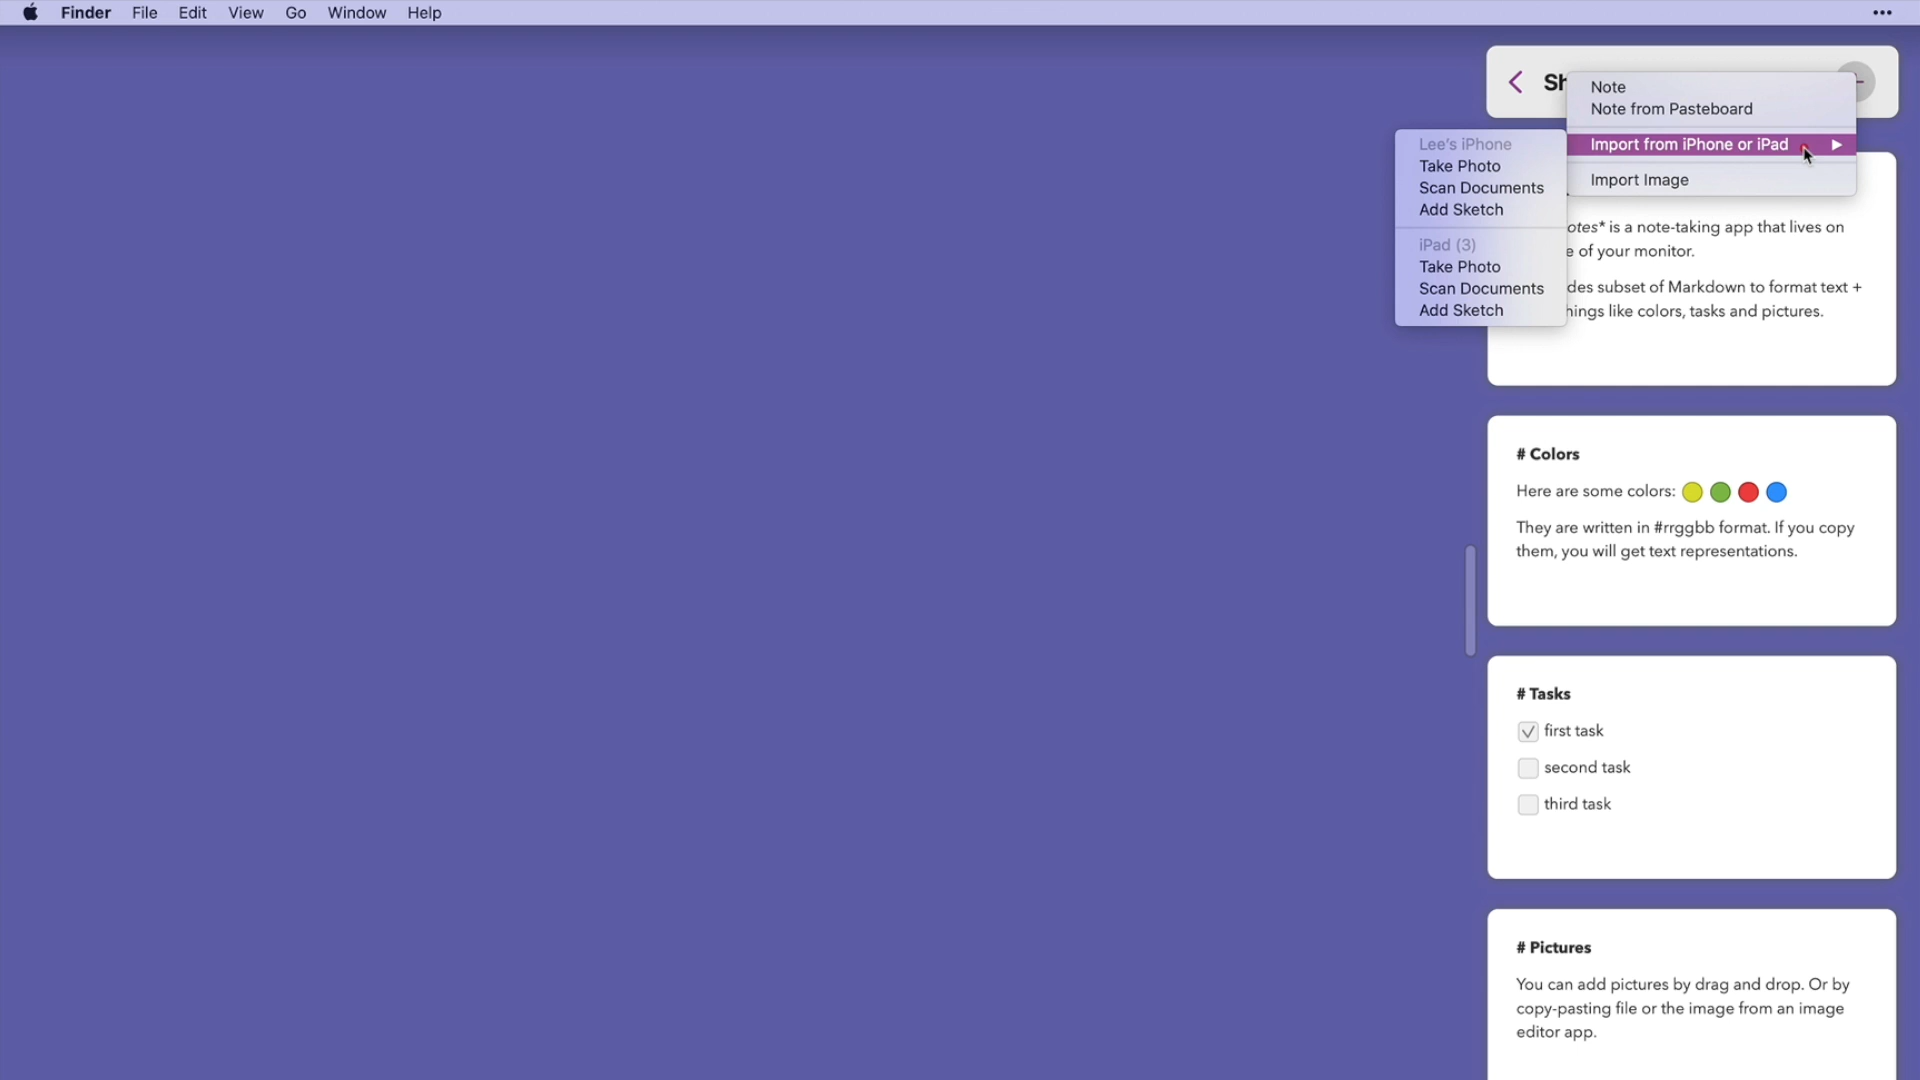 Finder File Edit View Go Window Help
Note
Note from Pasteboard
Import from iPhone or iPad
Import Image
Lee's iPhone
Take Photo
Scan Documents
Add Sketch
iPad (3)
Take Photo
Scan Documents
Add Sketch
is a note-taking app that lives on
of your monitor.
subset of Markdown to format text +
like colors, tasks and pictures.
# Colors
Here are some colors:
They are written in #rrggbb format. If you copy
them, you will get text representations.
# Tasks
first task
second task
third task
# Pictures
You can add pictures by drag and drop. Or by
copy-pasting file or the image from an image
editor app.